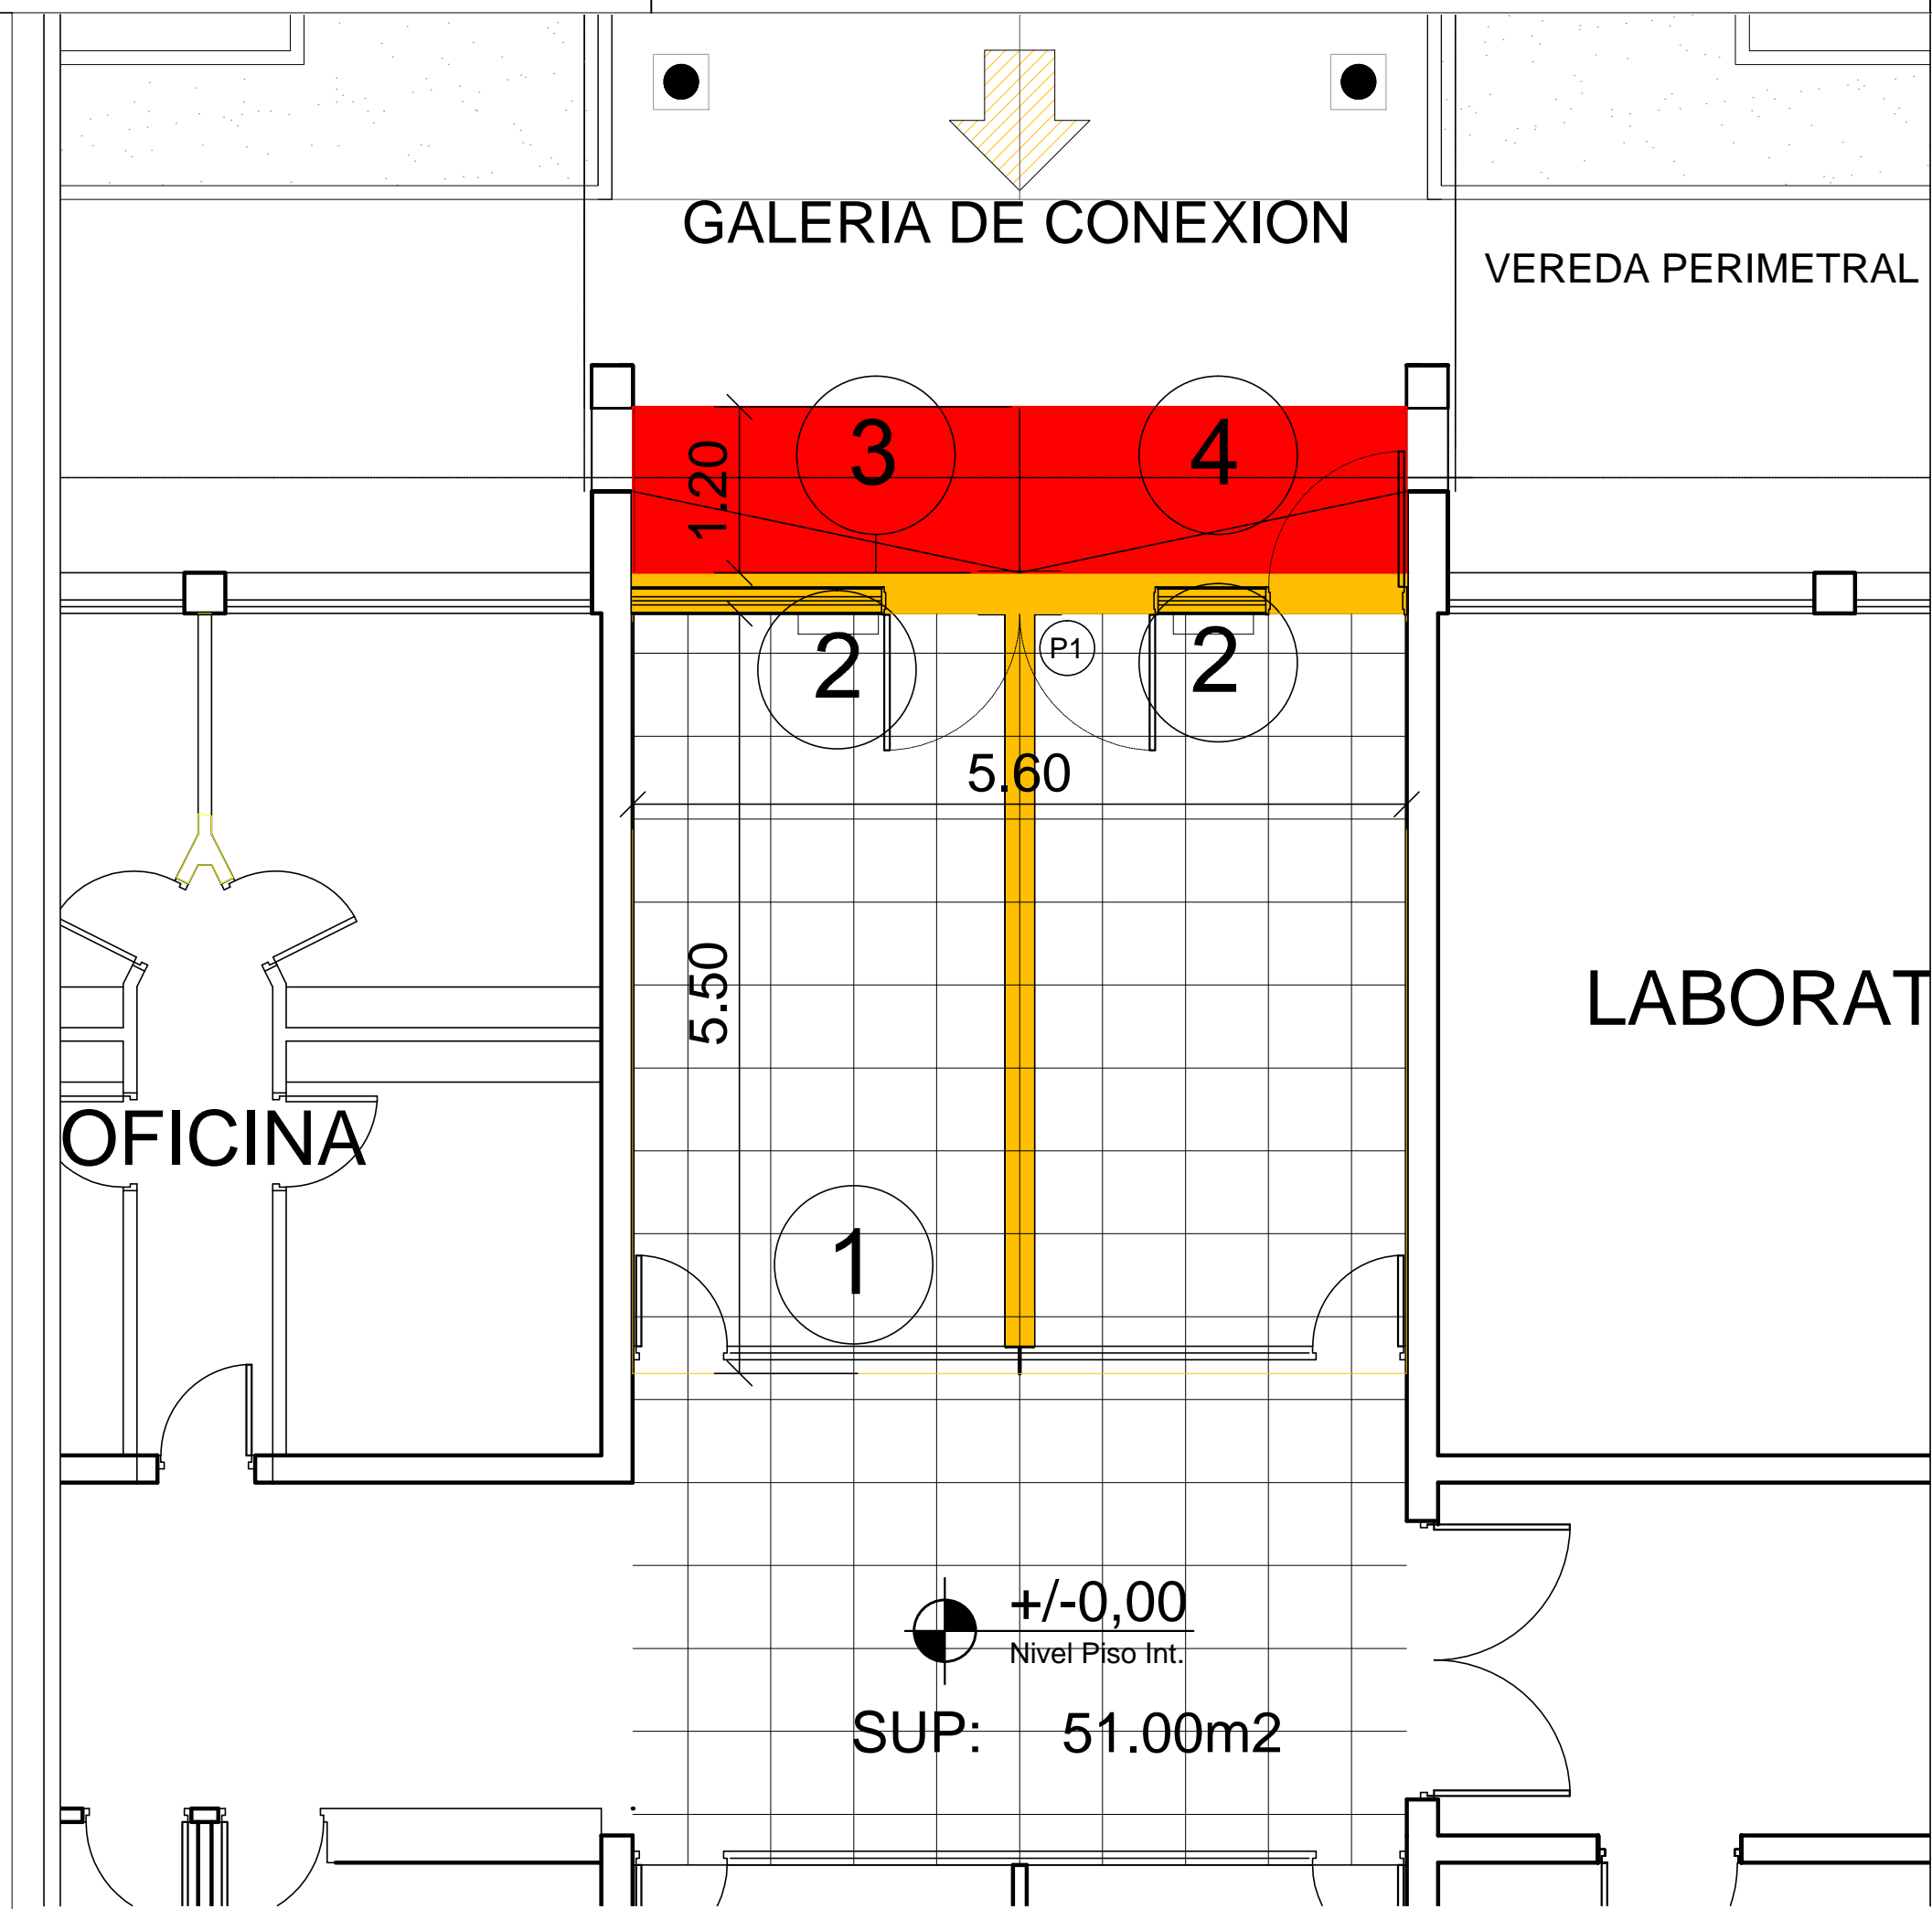 GALERIA DE CONEXION
VEREDA PERIMETRAL
3
4
1.20
2
P1
2
5.60
5.50
LABORAT
OFICINA
1
+/-0,00
Nivel Piso Int.
SUP: 51.00m2